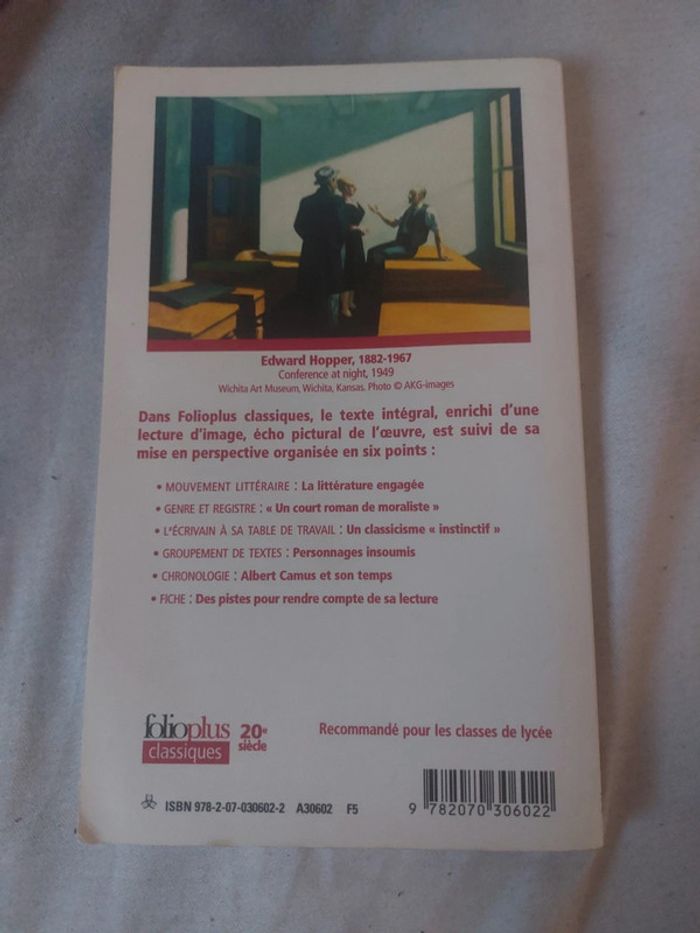 Edward Hopper, 1882-1967
Conference at night, 1949
Wichita Art Museum, Wichita, Kansas. Photo © AKG-images
Dans Folioplus classiques, le texte intégral, enrichi d'une
lecture d'image, écho pictural de l'œuvre, est suivi de sa
mise en perspective organisée en six points :
• MOUVEMENT LITTÉRAIRE : La littérature engagée
• GENRE ET REGISTRE : « Un court roman de moraliste »
• L'ÉCRIVAIN À SA TABLE DE TRAVAIL : Un classicisme « instinctif »
• GROUPEMENT DE TEXTES : Personnages insoumis
• CHRONOLOGIE : Albert Camus et son temps
• FICHE : Des pistes pour rendre compte de sa lecture
folioplus
classiques
20e
siècle
Recommandé pour les classes de lycée
ISBN 978-2-07-030602-2 A30602 F5
9 782070 306022